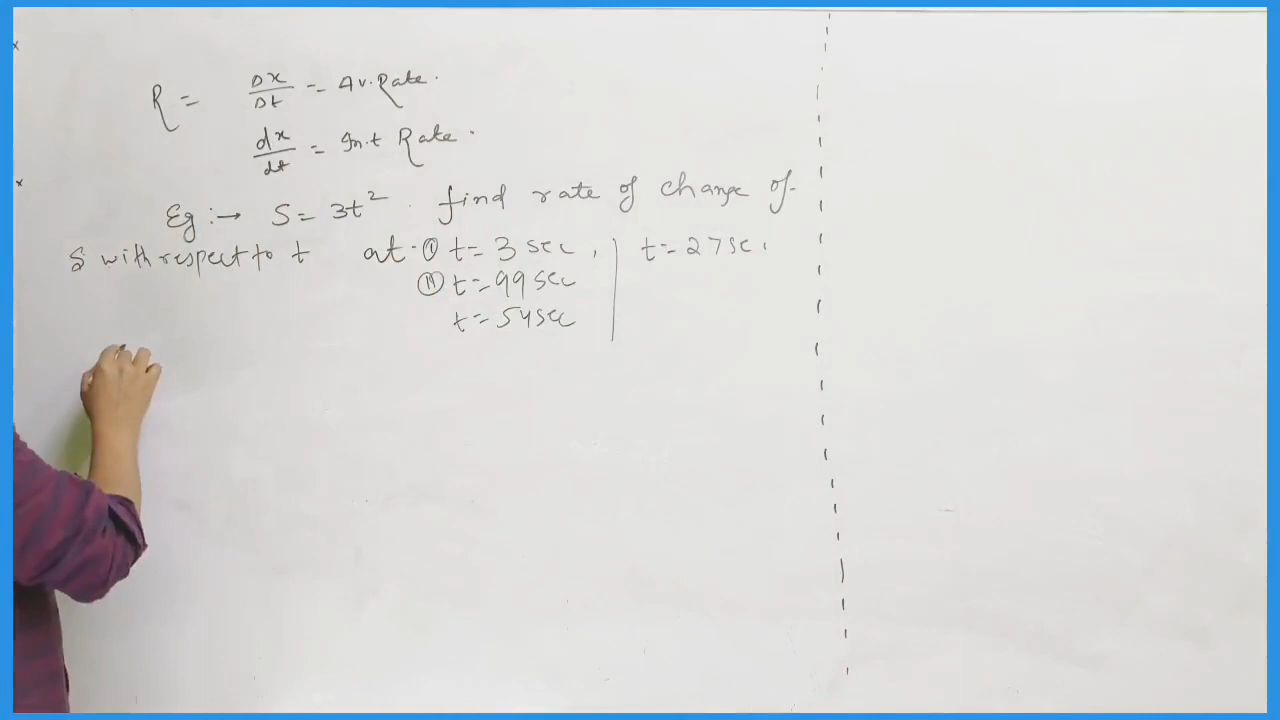 R = Δx/Δt = Av. Rate.
dx/dt = In.t Rate.
Eg :→ S = 3t². find rate of change of
S with respect to t at (i) t = 3 sec, | t = 27 sec.
(ii) t = 99 sec
t = 54 sec